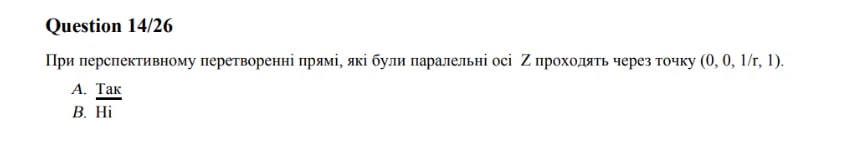 Question 14/26
При перспективному перетворенні прямі, які були паралельні осі Z проходять через точку (0, 0, 1/r, 1).
A. Так
B. Ні